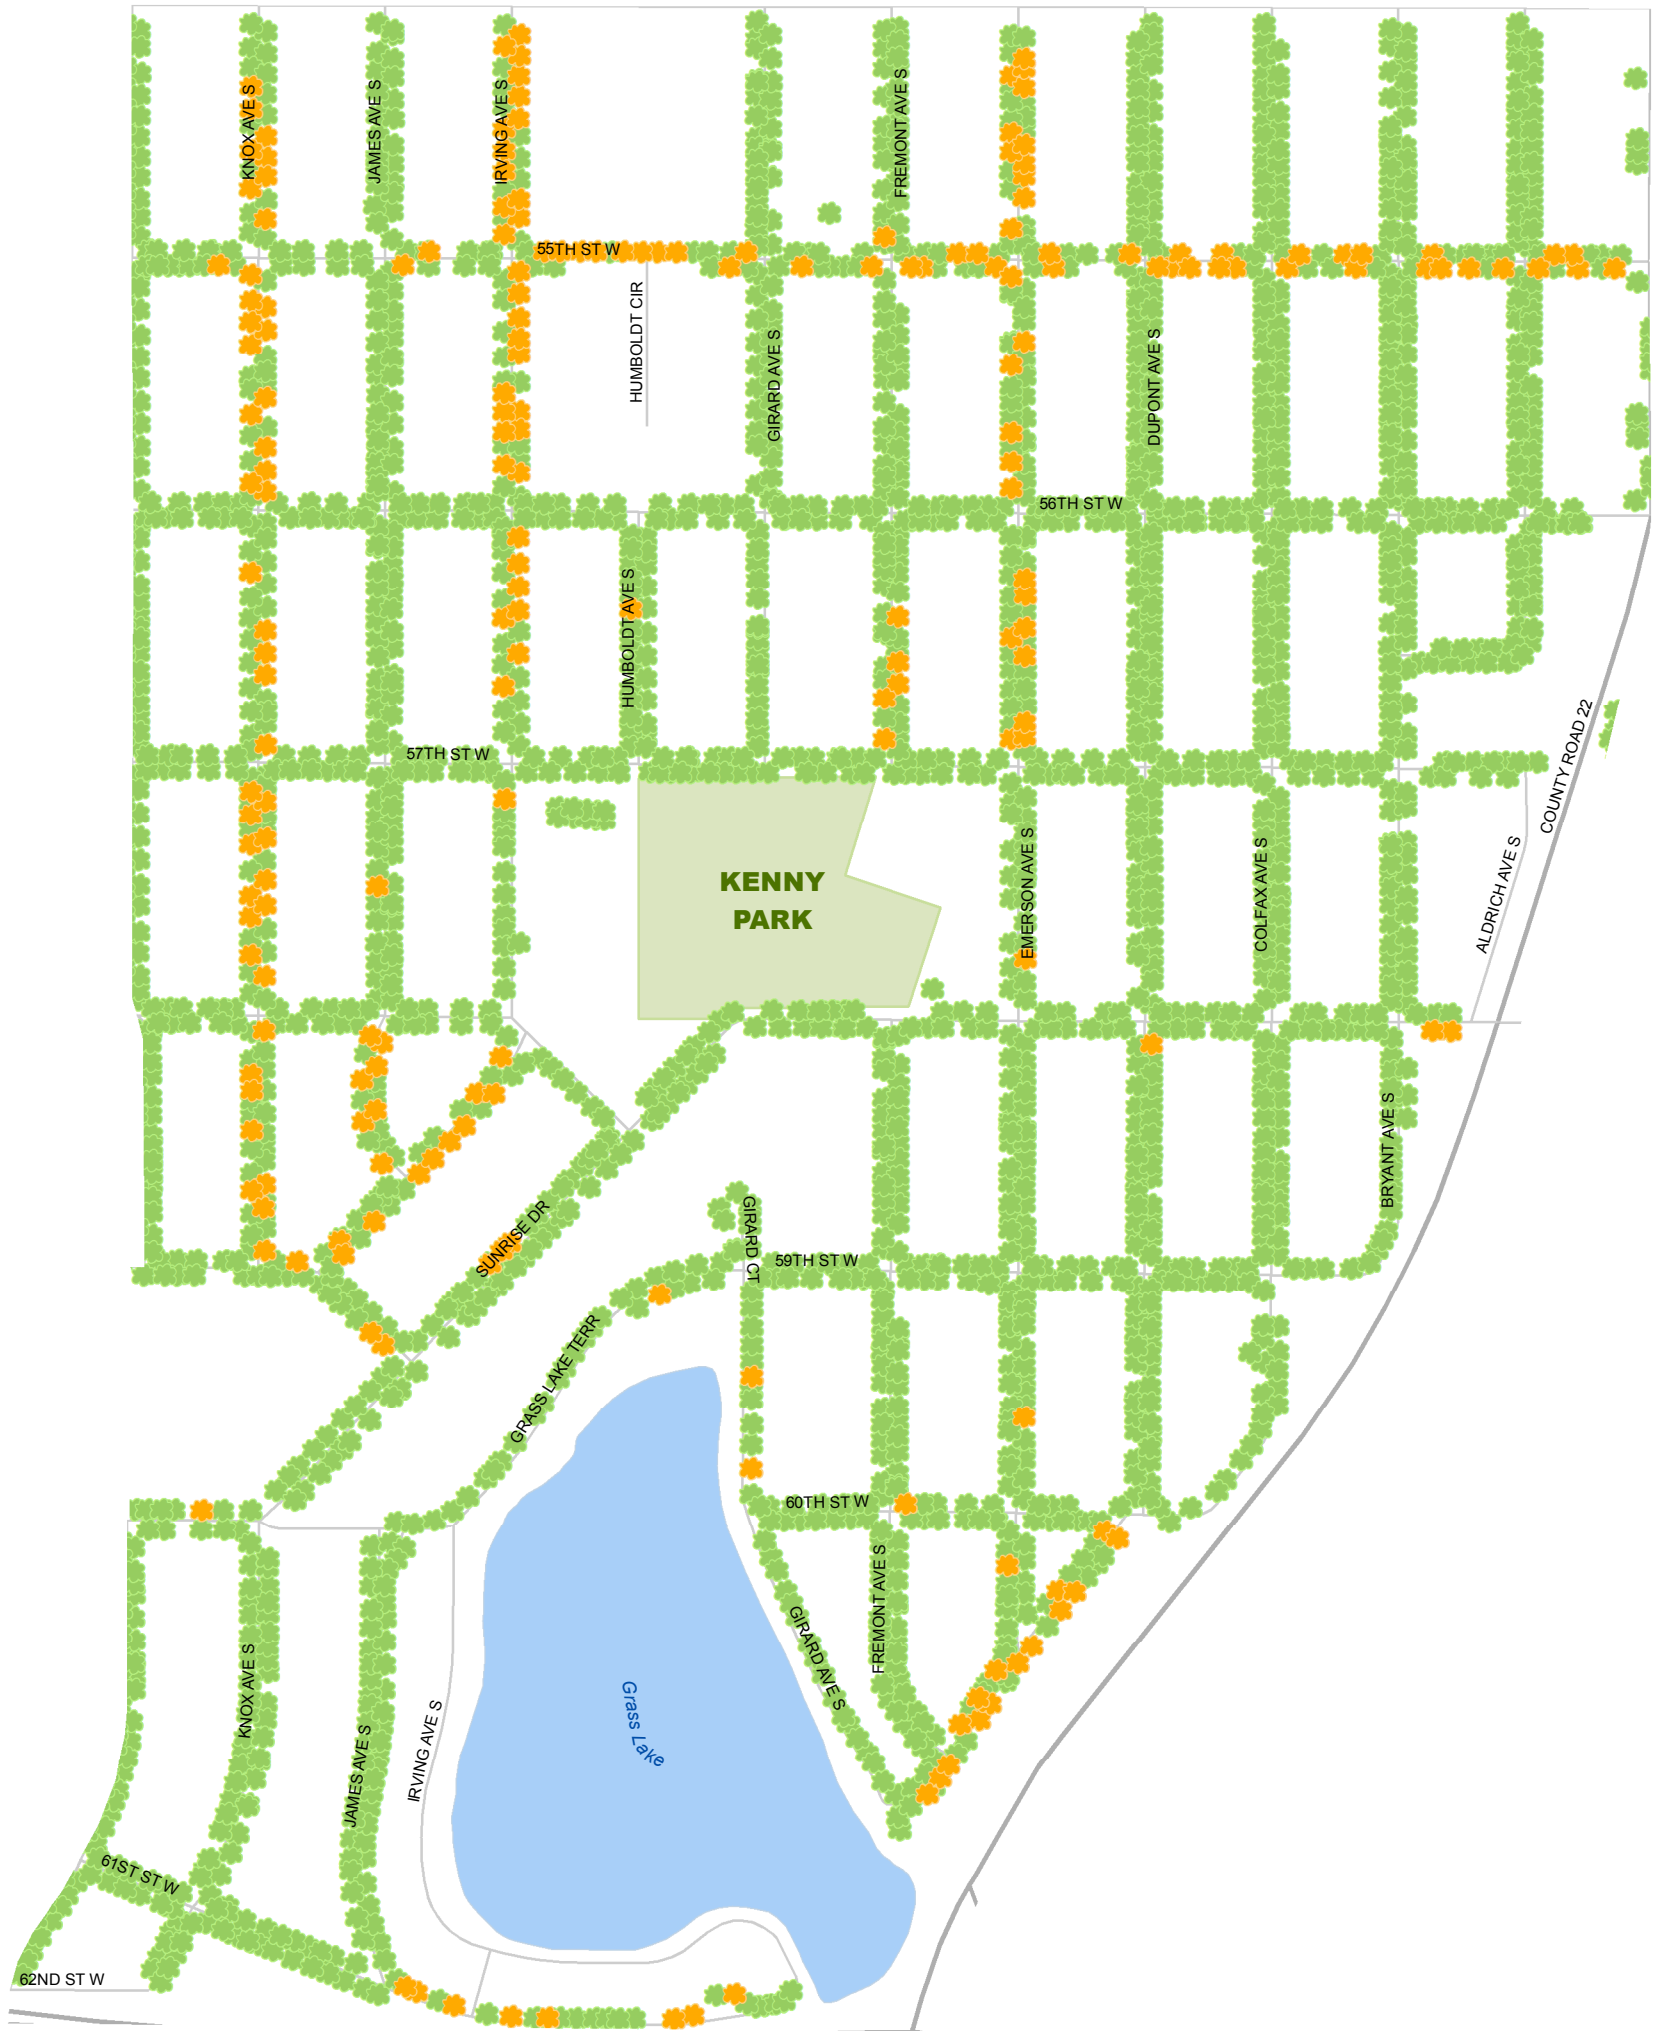 KNOX AVE S
JAMES AVE S
IRVING AVE S
FREMONT AVE S
55TH ST W
HUMBOLDT CIR
GIRARD AVE S
DUPONT AVE S
56TH ST W
HUMBOLDT AVE S
57TH ST W
COUNTY ROAD 22
KENNY
PARK
EMERSON AVE S
COLFAX AVE S
ALDRICH AVE S
BRYANT AVE S
SUNRISE DR
GIRARD CT
59TH ST W
GRASS LAKE TERR
60TH ST W
FREMONT AVE S
GIRARD AVE S
KNOX AVE S
JAMES AVE S
IRVING AVE S
Grass Lake
61ST ST W
62ND ST W